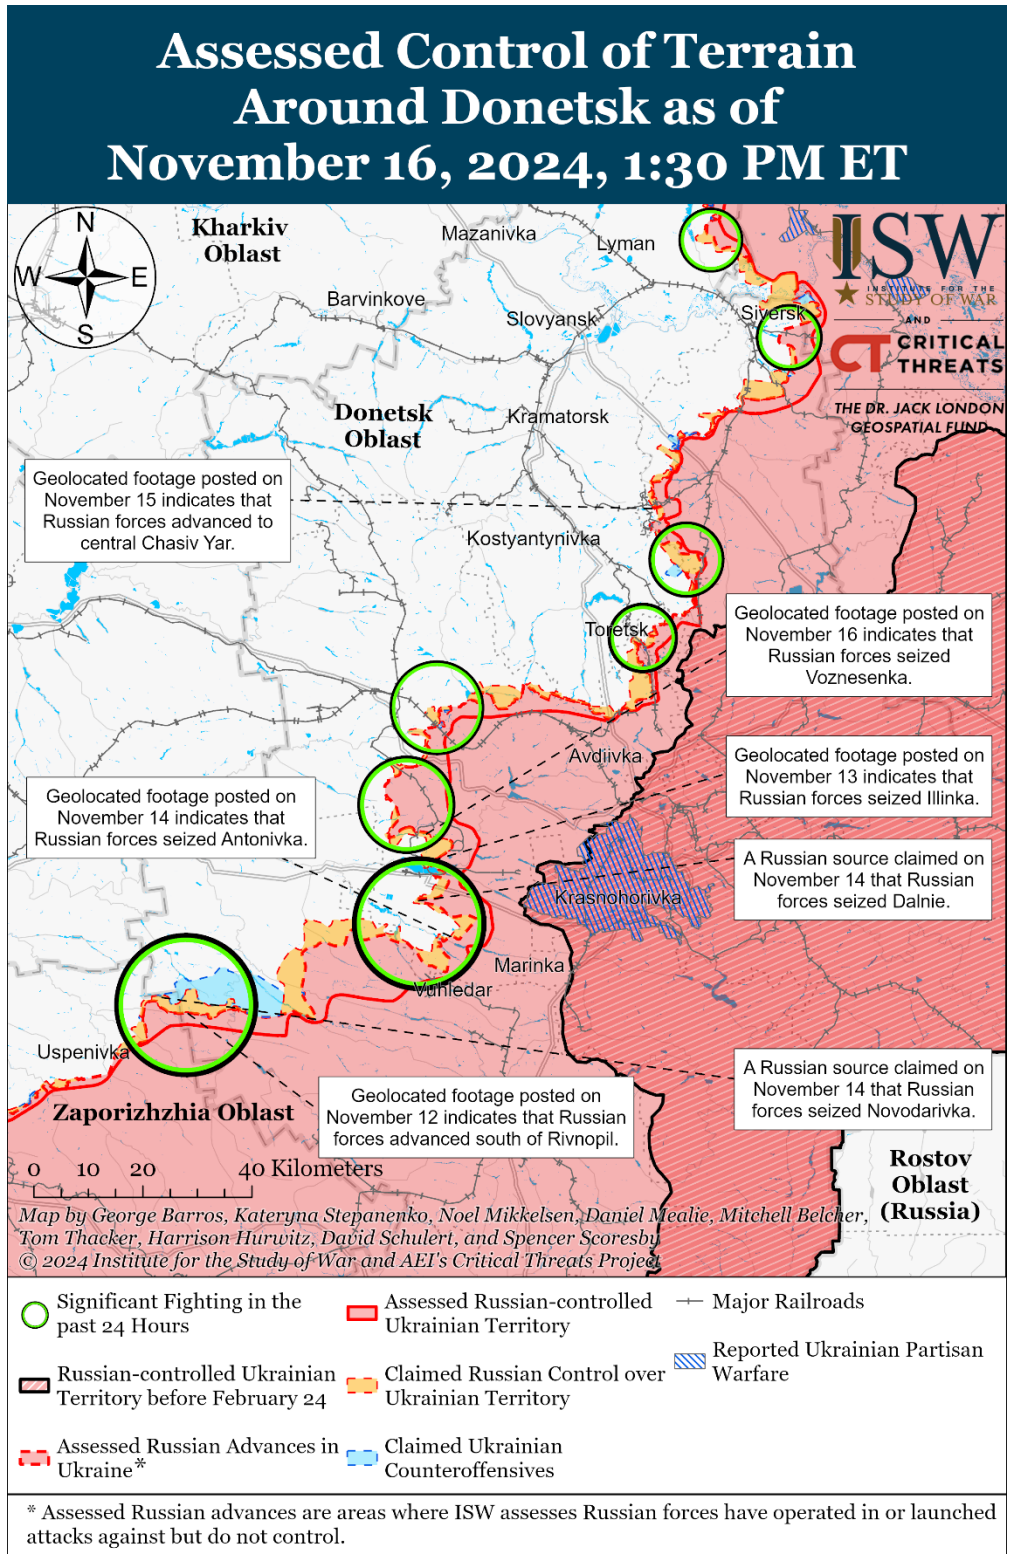 Assessed Control of Terrain
Around Donetsk as of
November 16, 2024, 1:30 PM ET
N
W
E
S
Kharkiv
Oblast
Mazanivka
Lyman
Barvinkove
Slovyansk
Siversk
ISW
INSTITUTE FOR THE
STUDY OF WAR
AND
CT CRITICAL
THREATS
THE DR. JACK LONDON
GEOSPATIAL FUND
Donetsk
Oblast
Kramatorsk
Geolocated footage posted on
November 15 indicates that
Russian forces advanced to
central Chasiv Yar.
Kostyantynivka
Toretsk
Geolocated footage posted on
November 16 indicates that
Russian forces seized
Voznesenka.
Avdiivka
Geolocated footage posted on
November 13 indicates that
Russian forces seized Illinka.
Geolocated footage posted on
November 14 indicates that
Russian forces seized Antonivka.
A Russian source claimed on
November 14 that Russian
forces seized Dalnie.
Krasnohorivka
Marinka
Vuhledar
Uspenivka
A Russian source claimed on
November 14 that Russian
forces seized Novodarivka.
Geolocated footage posted on
November 12 indicates that Russian
forces advanced south of Rivnopil.
Zaporizhzhia Oblast
Rostov
Oblast
(Russia)
0 10 20 40 Kilometers
Map by George Barros, Kateryna Stepanenko, Noel Mikkelsen, Daniel Mealie, Mitchell Belcher,
Tom Thacker, Harrison Hurwitz, David Schulert, and Spencer Scoresby
© 2024 Institute for the Study of War and AEI's Critical Threats Project
Significant Fighting in the
past 24 Hours
Russian-controlled Ukrainian
Territory before February 24
Assessed Russian Advances in
Ukraine*
Assessed Russian-controlled
Ukrainian Territory
Claimed Russian Control over
Ukrainian Territory
Claimed Ukrainian
Counteroffensives
Major Railroads
Reported Ukrainian Partisan
Warfare
* Assessed Russian advances are areas where ISW assesses Russian forces have operated in or launched
attacks against but do not control.